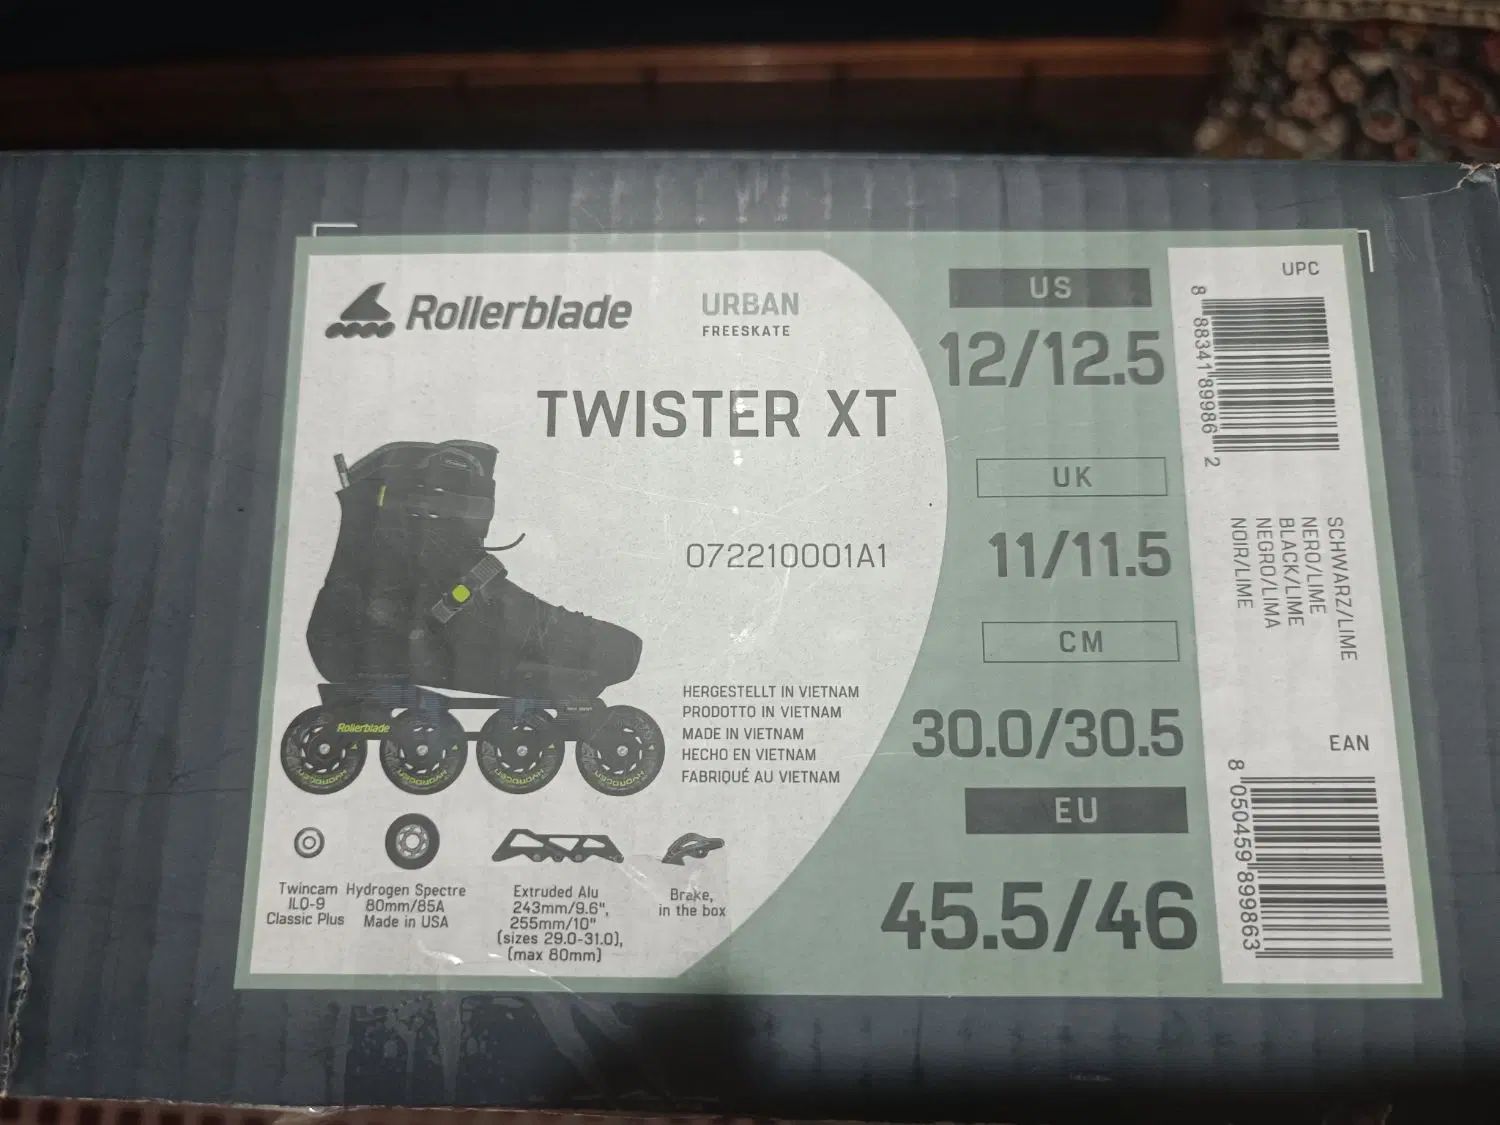 Rollerblade
URBAN
FREESKATE
TWISTER XT
072210001A1
Rollerblade
HYDROGEN
HYDROGEN
HYDROGEN
HYDROGEN
HERGESTELLT IN VIETNAM
PRODOTTO IN VIETNAM
MADE IN VIETNAM
HECHO EN VIETNAM
FABRIQUÉ AU VIETNAM
Twincam
ILQ-9
Classic Plus
Hydrogen Spectre
80mm/85A
Made in USA
Extruded Alu
243mm/9.6",
255mm/10"
(sizes 29.0-31.0),
(max 80mm)
Brake,
in the box
US
12/12.5
UK
11/11.5
CM
30.0/30.5
EU
45.5/46
UPC
8 88341 89986 2
SCHWARZ/LIME
NERO/LIME
BLACK/LIME
NEGRO/LIMA
NOIR/LIME
EAN
8 050459 899863